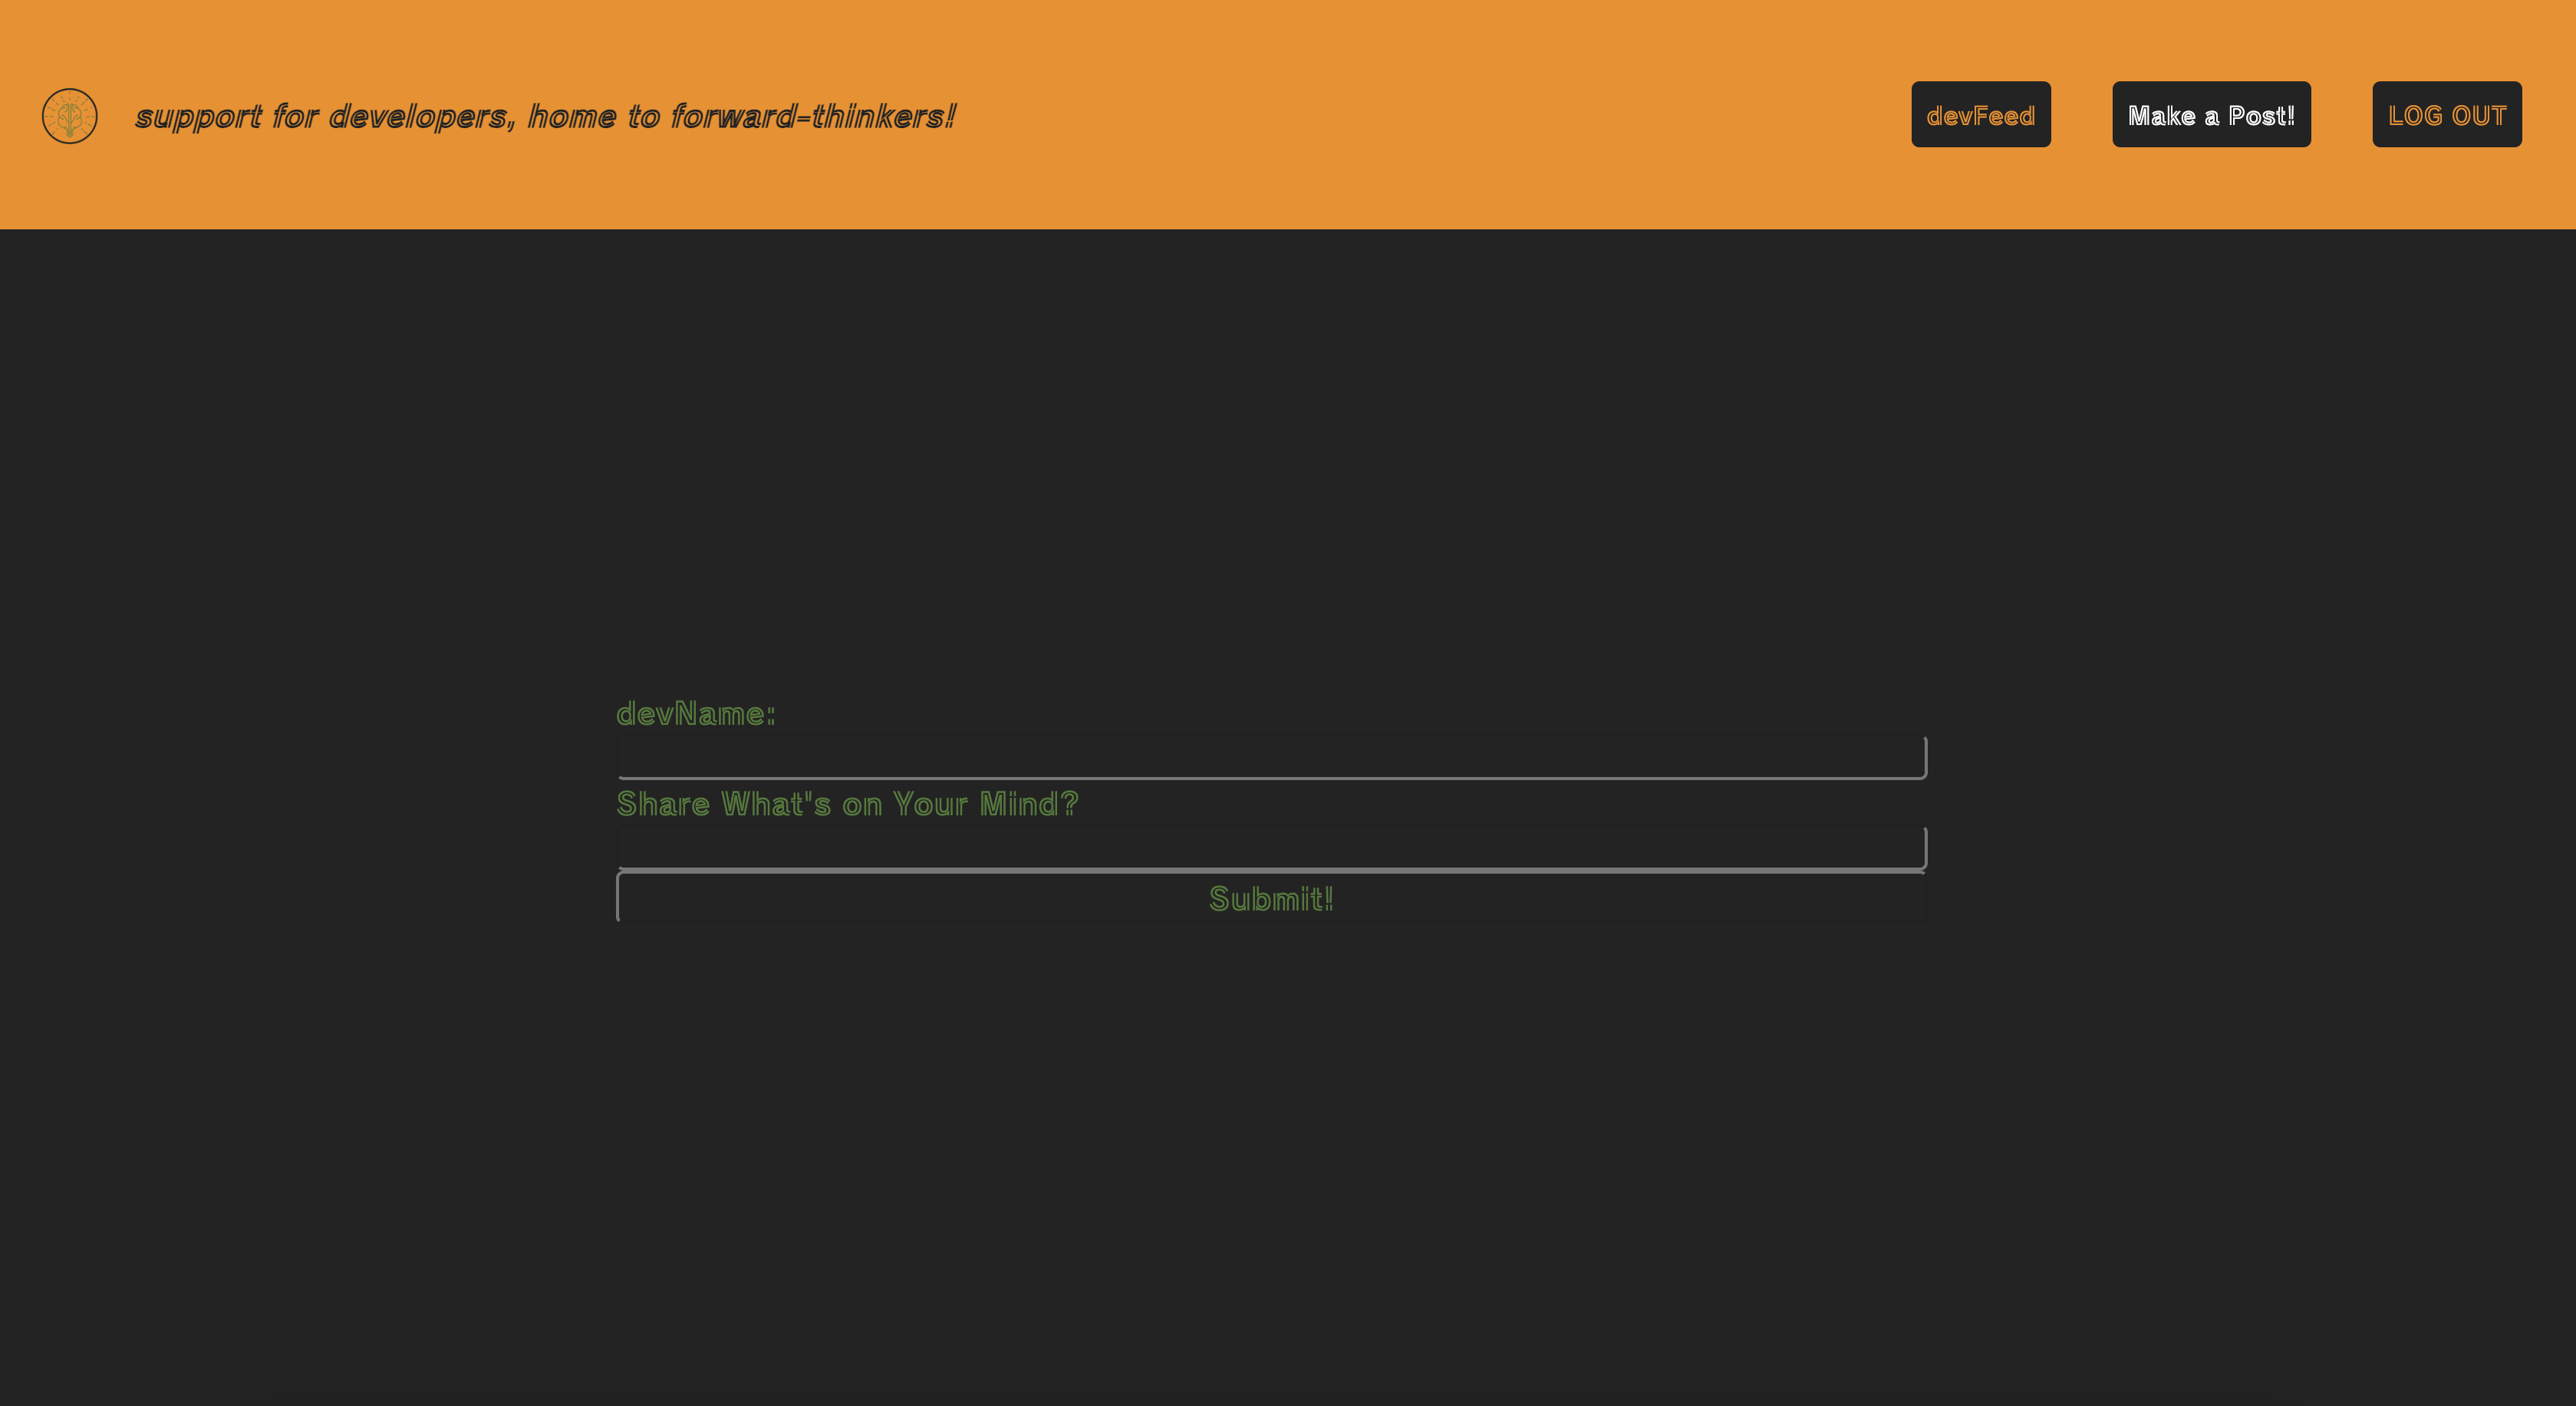 support for developers, home to forward-thinkers!
devFeed
Make a Post!
LOG OUT
devName:
Share What's on Your Mind?
Submit!